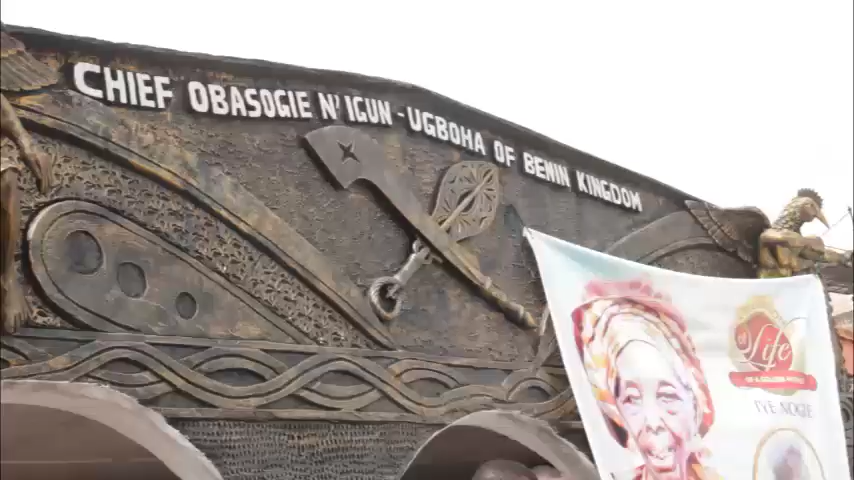 CHIEF OBASOGIE N' IGUN - UGBOHA OF BENIN KINGDOM
Life
IYE NOGIE